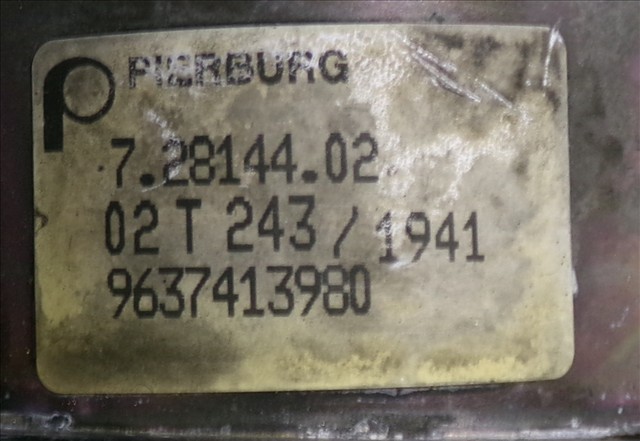 PIERBURG
7.28144.02
02 T 243 / 1941
9637413980